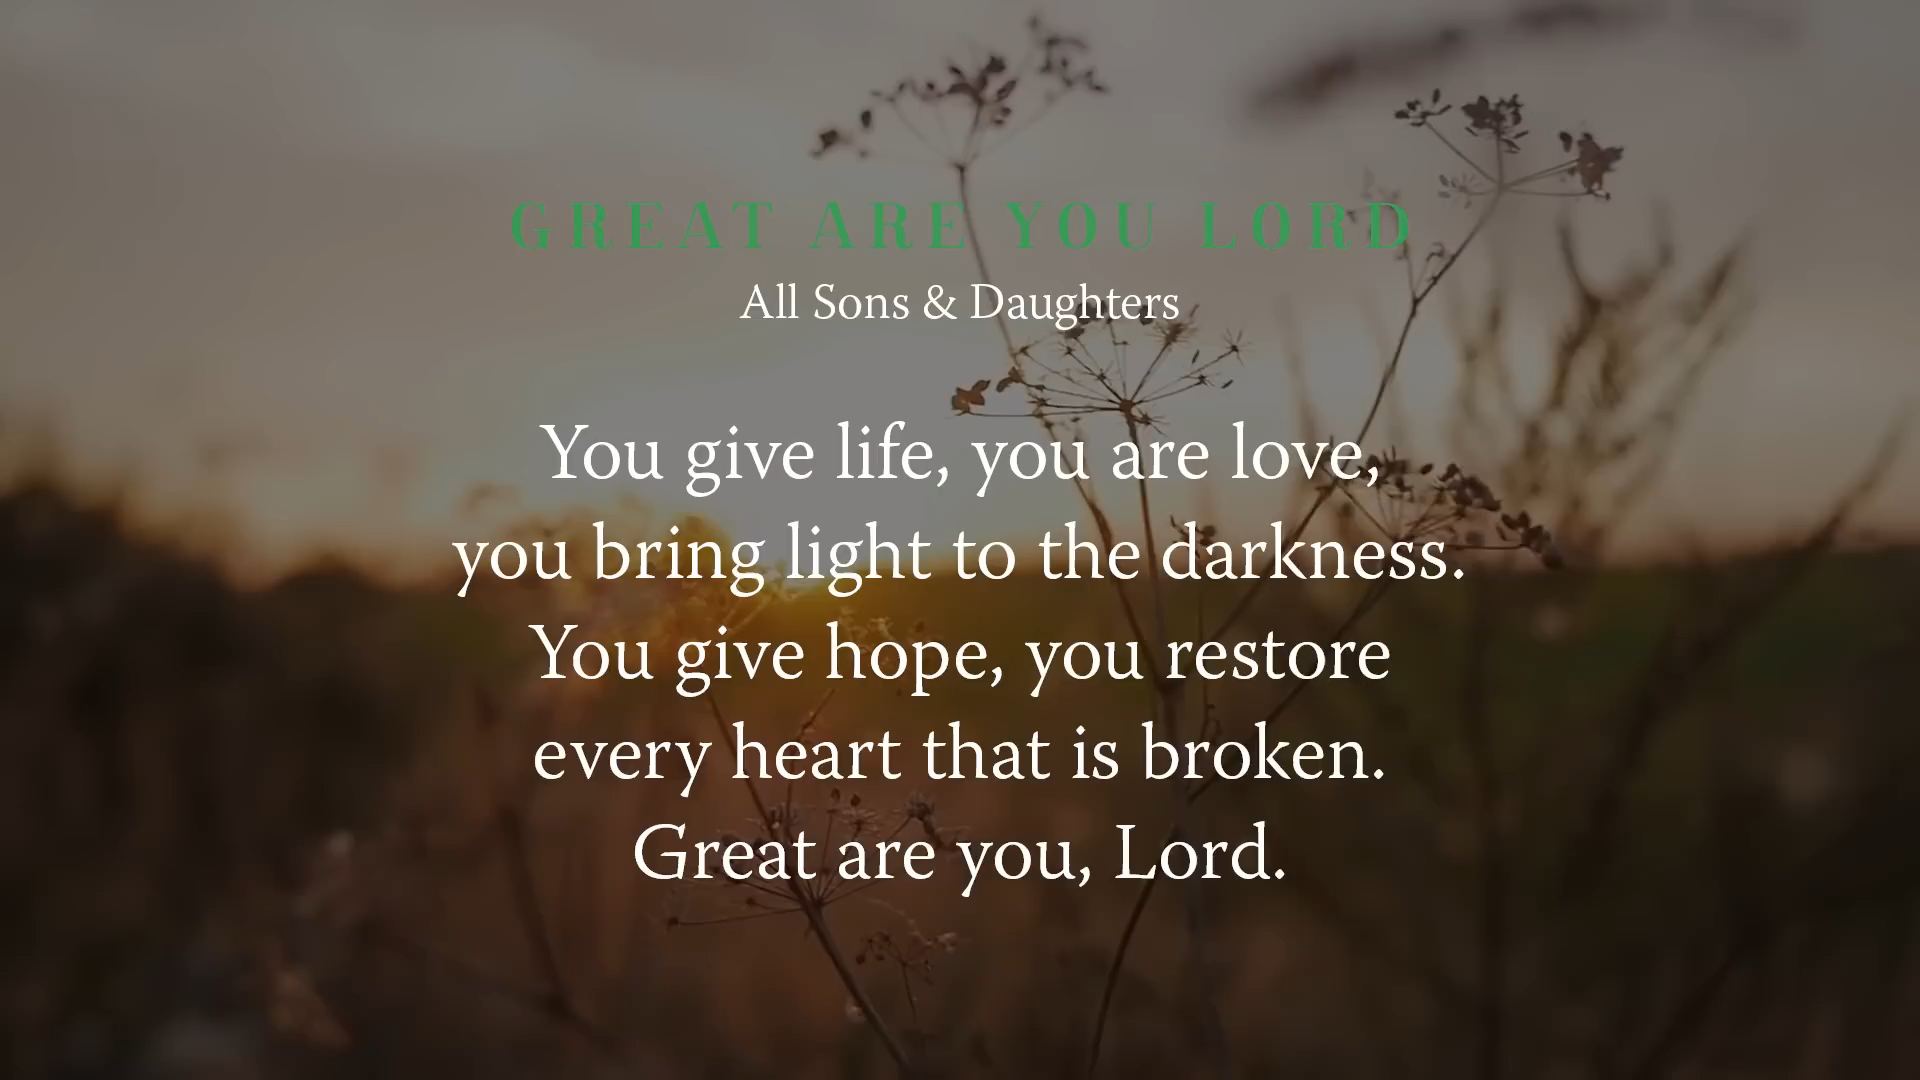 GREAT ARE YOU LORD
All Sons & Daughters
You give life, you are love,
you bring light to the darkness.
You give hope, you restore
every heart that is broken.
Great are you, Lord.